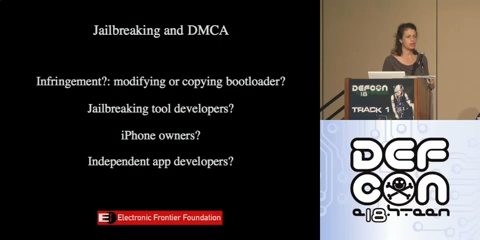 Jailbreaking and DMCA
Infringement?: modifying or copying bootloader?
Jailbreaking tool developers?
iPhone owners?
Independent app developers?
Electronic Frontier Foundation
DEFCON
18
TRACK 1
DEF
CON